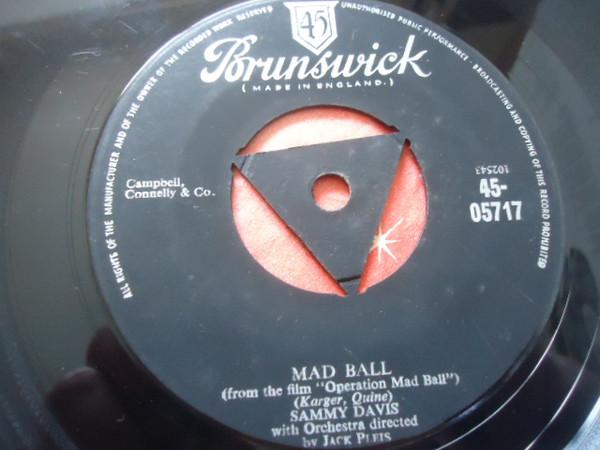 ALL RIGHTS OF THE MANUFACTURER AND OF THE OWNER OF THE RECORDED WORK RESERVED
UNAUTHORISED PUBLIC PERFORMANCE, BROADCASTING AND COPYING OF THIS RECORD PROHIBITED
45
Brunswick
(MADE IN ENGLAND.)
Campbell,
Connelly & Co.
102543
45-
05717
MAD BALL
(from the film "Operation Mad Ball")
(Karger, Quine)
SAMMY DAVIS
with Orchestra directed
by JACK PLEIS